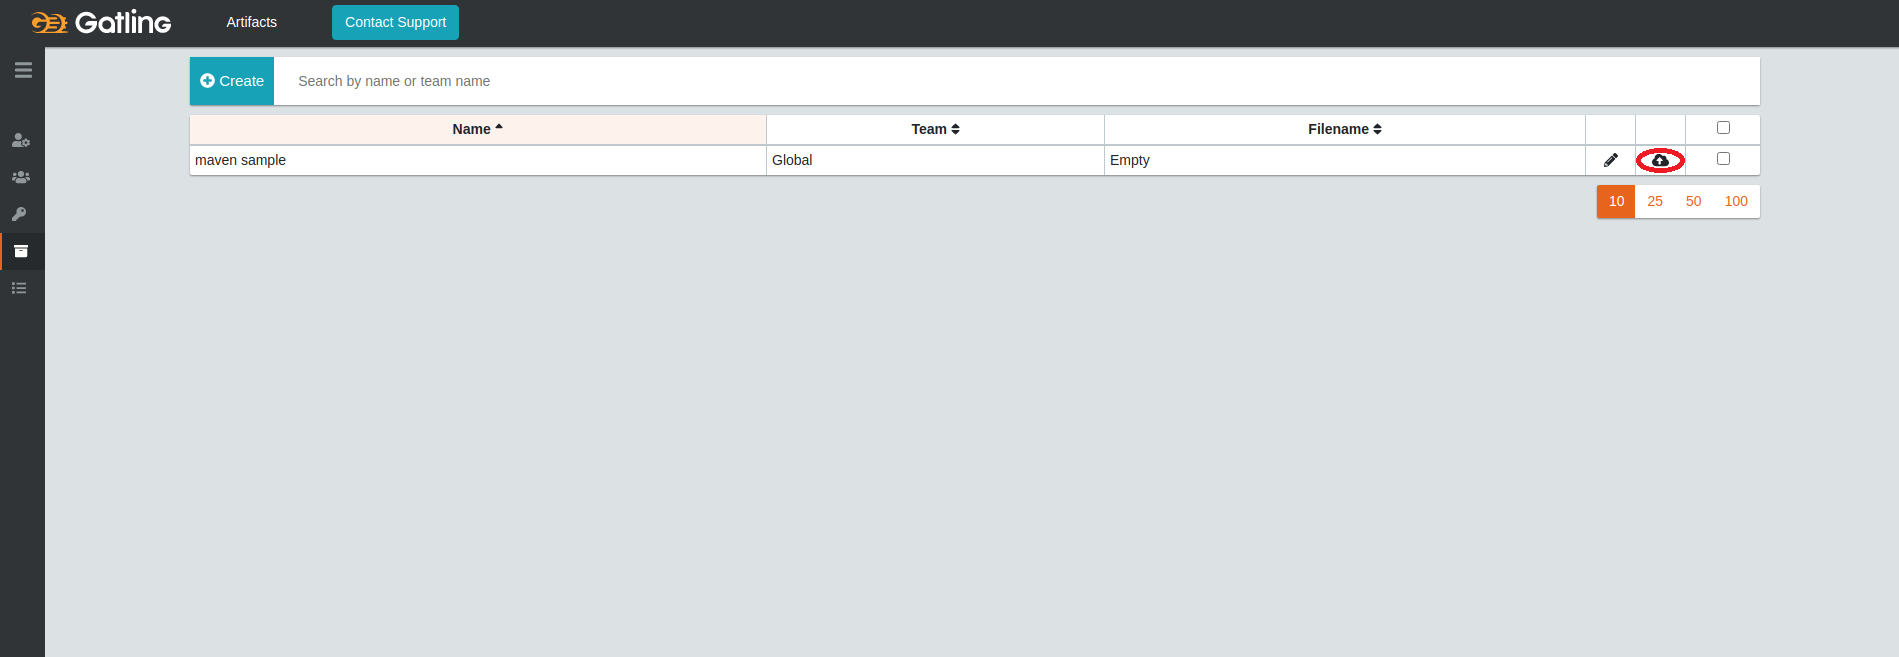 Gatling Artifacts Contact Support
Create Search by name or team name
Name Team Filename
maven sample Global Empty
10 25 50 100